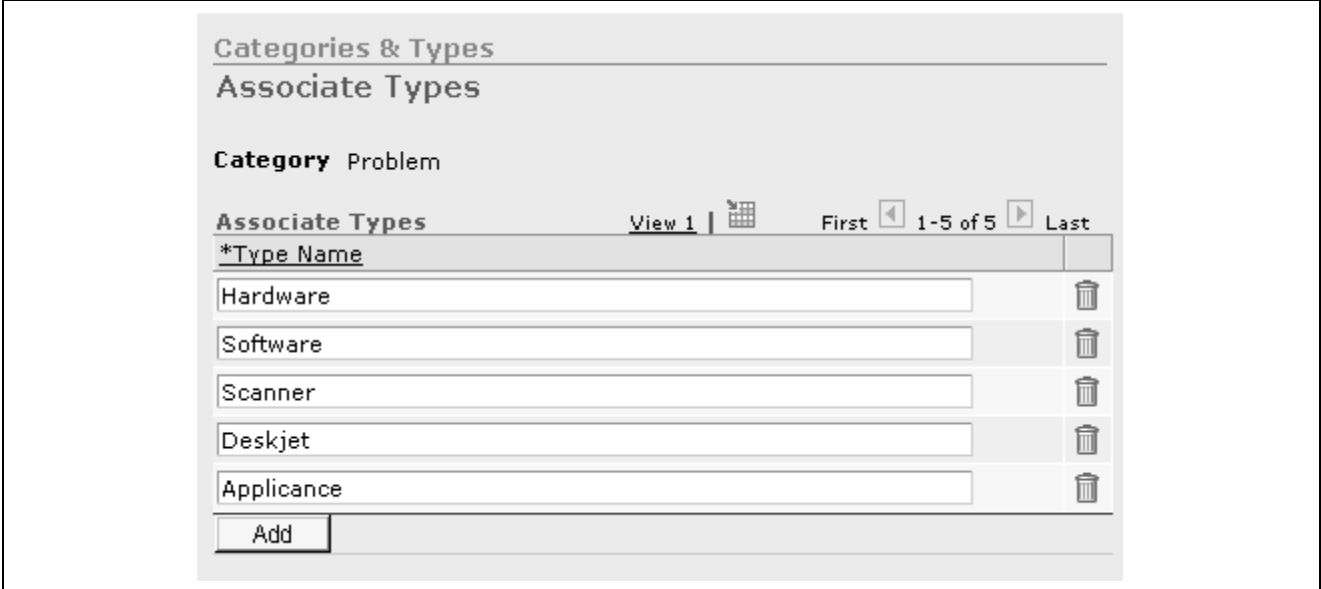 Categories & Types
Associate Types
Category Problem
Associate Types View 1 | First 1-5 of 5 Last
*Type Name
Hardware
Software
Scanner
Deskjet
Applicance
Add